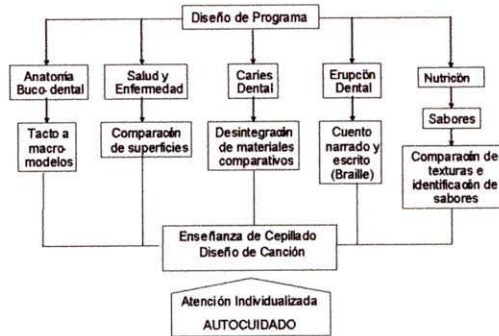 Diseño de Programa
Anatomía
Buco-dental
Salud y
Enfermedad
Caries
Dental
Erupcón
Dental
Nutricón
Tacto a
macro-
modelos
Comparacón
de superficies
Desintegracón
de materiales
comparativos
Cuento
narrado y
escrito
(Braille)
Sabores
Comparacón de
texturas e
identificacón de
sabores
Enseñanza de Cepillado
Diseño de Canción
Atención Individualizada
AUTOCUIDADO